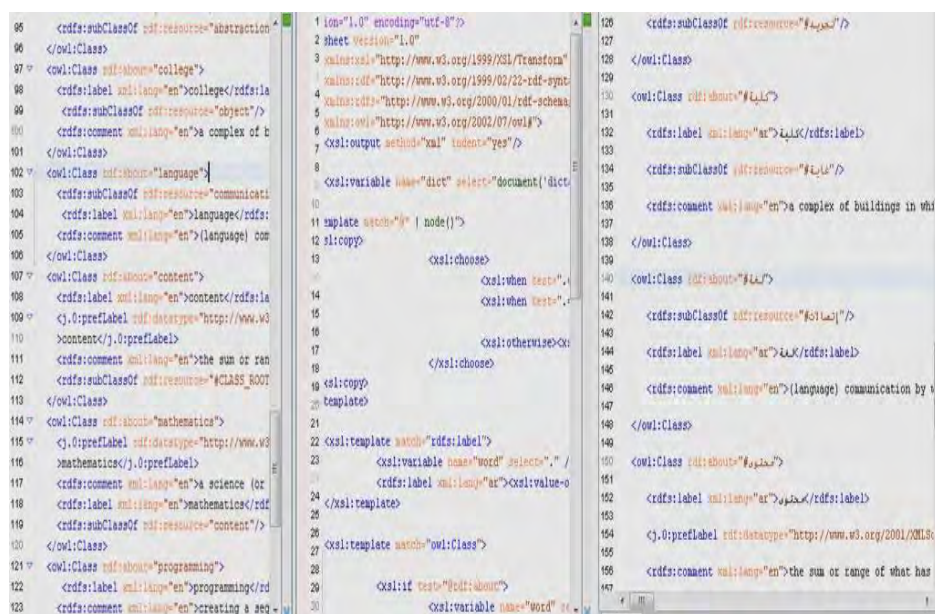 95 <rdfs:subClassOf rdf:resource="abstraction
96 </owl:Class>
97 <owl:Class rdf:about="college">
98 <rdfs:label xml:lang="en">college</rdfs:la
99 <rdfs:subClassOf rdf:resource="object"/>
100 <rdfs:comment xml:lang="en">a complex of b
101 </owl:Class>
102 <owl:Class rdf:about="language">
103 <rdfs:subClassOf rdf:resource="communicati
104 <rdfs:label xml:lang="en">language</rdfs:
105 <rdfs:comment xml:lang="en">(language) com
106 </owl:Class>
107 <owl:Class rdf:about="content">
108 <rdfs:label xml:lang="en">content</rdfs:la
109 <j.0:prefLabel rdf:datatype="http://www.w3
110 >content</j.0:prefLabel>
111 <rdfs:comment xml:lang="en">the sum or ran
112 <rdfs:subClassOf rdf:resource="#CLASS_ROOT
113 </owl:Class>
114 <owl:Class rdf:about="mathematics">
115 <j.0:prefLabel rdf:datatype="http://www.w3
116 >mathematics</j.0:prefLabel>
117 <rdfs:comment xml:lang="en">a science (or
118 <rdfs:label xml:lang="en">mathematics</rdf
119 <rdfs:subClassOf rdf:resource="content"/>
120 </owl:Class>
121 <owl:Class rdf:about="programming">
122 <rdfs:label xml:lang="en">programming</rd
123 <rdfs:comment xml:lang="en">creating a seq
1 ion="1.0" encoding="utf-8"?>
2 sheet version="1.0"
3 xmlns:xsl="http://www.w3.org/1999/XSL/Transform"
4 xmlns:rdf="http://www.w3.org/1999/02/22-rdf-synt
5 xmlns:rdfs="http://www.w3.org/2000/01/rdf-schema
6 xmlns:owl="http://www.w3.org/2002/07/owl#">
7 <xsl:output method="xml" indent="yes"/>
8
9 <xsl:variable name="dict" select="document('dict
10
11 emplate match="@* | node()">
12 sl:copy>
13 <xsl:choose>
<xsl:when test=".
14 <xsl:when test=".
15
16
<xsl:otherwise><xs
17 </xsl:choose>
18
19 xsl:copy>
20 template>
21
22 <xsl:template match="rdfs:label">
23 <xsl:variable name="word" select="." /
<rdfs:label xml:lang="ar"><xsl:value-o
24 </xsl:template>
25
26
27 <xsl:template match="owl:Class">
28
29 <xsl:if test="@rdf:about">
30 <xsl:variable name="word" se
126 <rdfs:subClassOf rdf:resource="#تجريد"/>
127
128 </owl:Class>
129
130 <owl:Class rdf:about="#كلية">
131
132 <rdfs:label xml:lang="ar">كلية</rdfs:label>
133
134 <rdfs:subClassOf rdf:resource="#غاية"/>
135
136 <rdfs:comment xml:lang="en">a complex of buildings in whi
137
138 </owl:Class>
139
140 <owl:Class rdf:about="#لغة">
141
142 <rdfs:subClassOf rdf:resource="#إتصالات"/>
143
144 <rdfs:label xml:lang="ar">لغة</rdfs:label>
145
146 <rdfs:comment xml:lang="en">(language) communication by w
147
148 </owl:Class>
149
150 <owl:Class rdf:about="#محتوى">
151
152 <rdfs:label xml:lang="ar">محتوى</rdfs:label>
153
154 <j.0:prefLabel rdf:datatype="http://www.w3.org/2001/XMLSc
155
156 <rdfs:comment xml:lang="en">the sum or range of what has
157